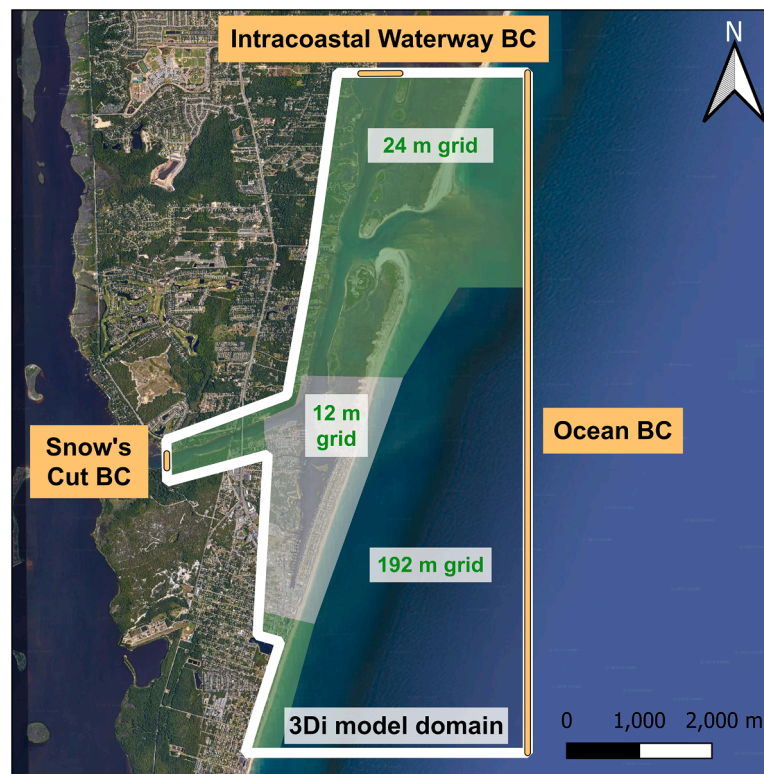 Intracoastal Waterway BC
N
24 m grid
12 m
grid
Snow's
Cut BC
Ocean BC
192 m grid
3Di model domain
0 1,000 2,000 m